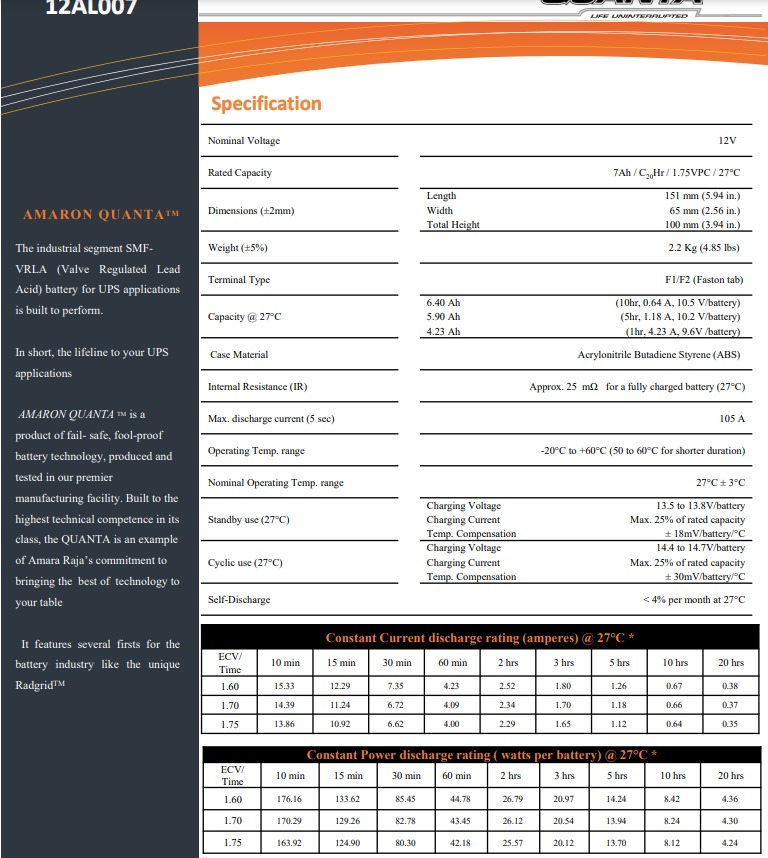 12AL007
LIFE UNINTERRUPTED
Specification
Nominal Voltage 12V
Rated Capacity 7Ah / C20Hr / 1.75VPC / 27°C
Dimensions (±2mm)
Length 151 mm (5.94 in.)
Width 65 mm (2.56 in.)
Total Height 100 mm (3.94 in.)
Weight (±5%) 2.2 Kg (4.85 lbs)
Terminal Type F1/F2 (Faston tab)
Capacity @ 27°C
6.40 Ah (10hr, 0.64 A, 10.5 V/battery)
5.90 Ah (5hr, 1.18 A, 10.2 V/battery)
4.23 Ah (1hr, 4.23 A, 9.6V /battery)
Case Material Acrylonitrile Butadiene Styrene (ABS)
Internal Resistance (IR) Approx. 25 mΩ for a fully charged battery (27°C)
Max. discharge current (5 sec) 105 A
Operating Temp. range -20°C to +60°C (50 to 60°C for shorter duration)
Nominal Operating Temp. range 27°C ± 3°C
Standby use (27°C)
Charging Voltage 13.5 to 13.8V/battery
Charging Current Max. 25% of rated capacity
Temp. Compensation ± 18mV/battery/°C
Cyclic use (27°C)
Charging Voltage 14.4 to 14.7V/battery
Charging Current Max. 25% of rated capacity
Temp. Compensation ± 30mV/battery/°C
Self-Discharge < 4% per month at 27°C
AMARON QUANTA™
The industrial segment SMF-
VRLA (Valve Regulated Lead
Acid) battery for UPS applications
is built to perform.
In short, the lifeline to your UPS
applications
AMARON QUANTA ™ is a
product of fail- safe, fool-proof
battery technology, produced and
tested in our premier
manufacturing facility. Built to the
highest technical competence in its
class, the QUANTA is an example
of Amara Raja's commitment to
bringing the best of technology to
your table
It features several firsts for the
battery industry like the unique
Radgrid™
Constant Current discharge rating (amperes) @ 27°C *
ECV/ Time 10 min 15 min 30 min 60 min 2 hrs 3 hrs 5 hrs 10 hrs 20 hrs
1.60 15.33 12.29 7.35 4.23 2.52 1.80 1.26 0.67 0.38
1.70 14.39 11.24 6.72 4.09 2.34 1.70 1.18 0.66 0.37
1.75 13.86 10.92 6.62 4.00 2.29 1.65 1.12 0.64 0.35
Constant Power discharge rating ( watts per battery) @ 27°C *
ECV/ Time 10 min 15 min 30 min 60 min 2 hrs 3 hrs 5 hrs 10 hrs 20 hrs
1.60 176.16 133.62 85.45 44.78 26.79 20.97 14.24 8.42 4.36
1.70 170.29 129.26 82.78 43.45 26.12 20.54 13.94 8.24 4.30
1.75 163.92 124.90 80.30 42.18 25.57 20.12 13.70 8.12 4.24